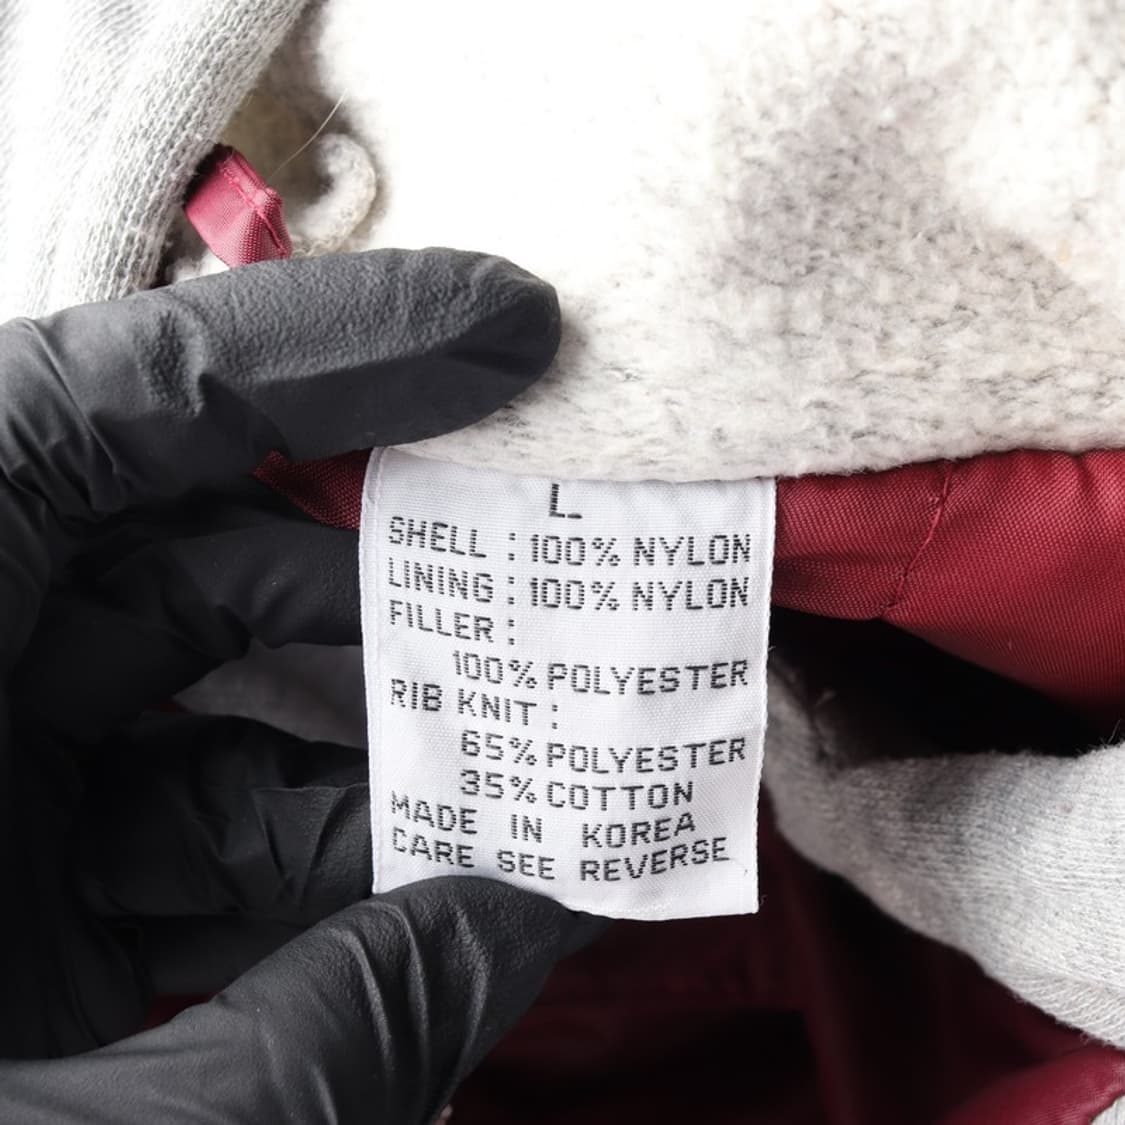 L
SHELL : 100% NYLON
LINING : 100% NYLON
FILLER :
100% POLYESTER
RIB KNIT :
65% POLYESTER
35% COTTON
MADE IN KOREA
CARE SEE REVERSE